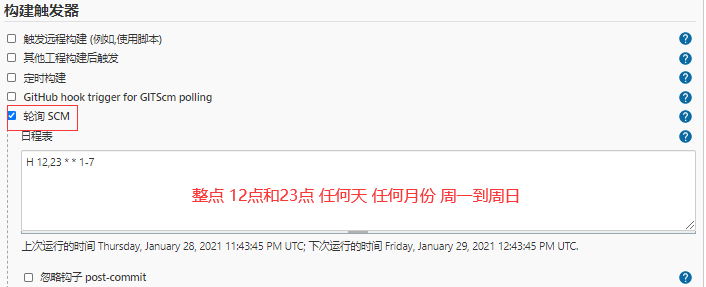 构建触发器
触发远程构建 (例如,使用脚本)
其他工程构建后触发
定时构建
GitHub hook trigger for GITScm polling
轮询 SCM
日程表
H 12,23 * * 1-7
整点 12点和23点 任何天 任何月份 周一到周日
上次运行的时间 Thursday, January 28, 2021 11:43:45 PM UTC; 下次运行的时间 Friday, January 29, 2021 12:43:45 PM UTC.
忽略钩子 post-commit